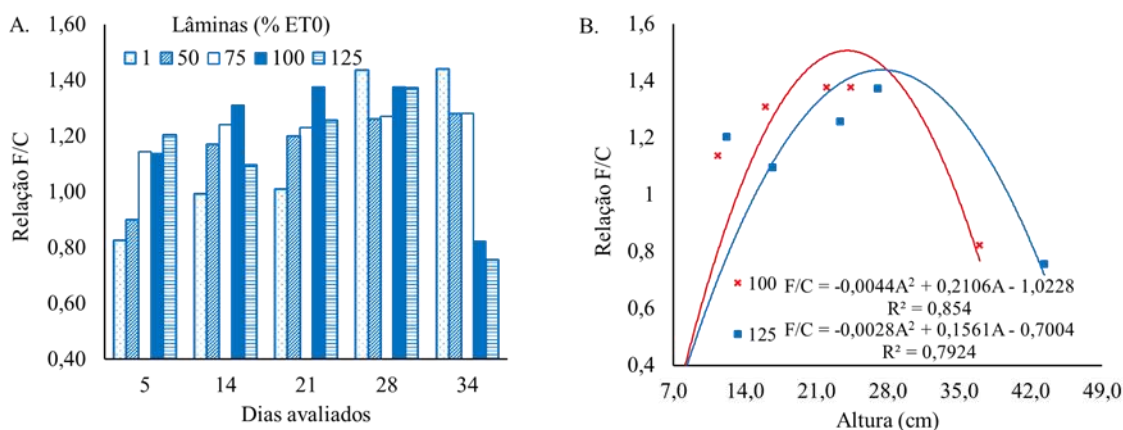 A.
Lâminas (% ET0)
1 50 75 100 125
Relação F/C
1,60
1,40
1,20
1,00
0,80
0,60
0,40
5 14 21 28 34
Dias avaliados
B.
Relação F/C
1,6
1,4
1,2
1
0,8
0,6
0,4
100 F/C = -0,0044A² + 0,2106A - 1,0228
R² = 0,854
125 F/C = -0,0028A² + 0,1561A - 0,7004
R² = 0,7924
7,0 14,0 21,0 28,0 35,0 42,0 49,0
Altura (cm)